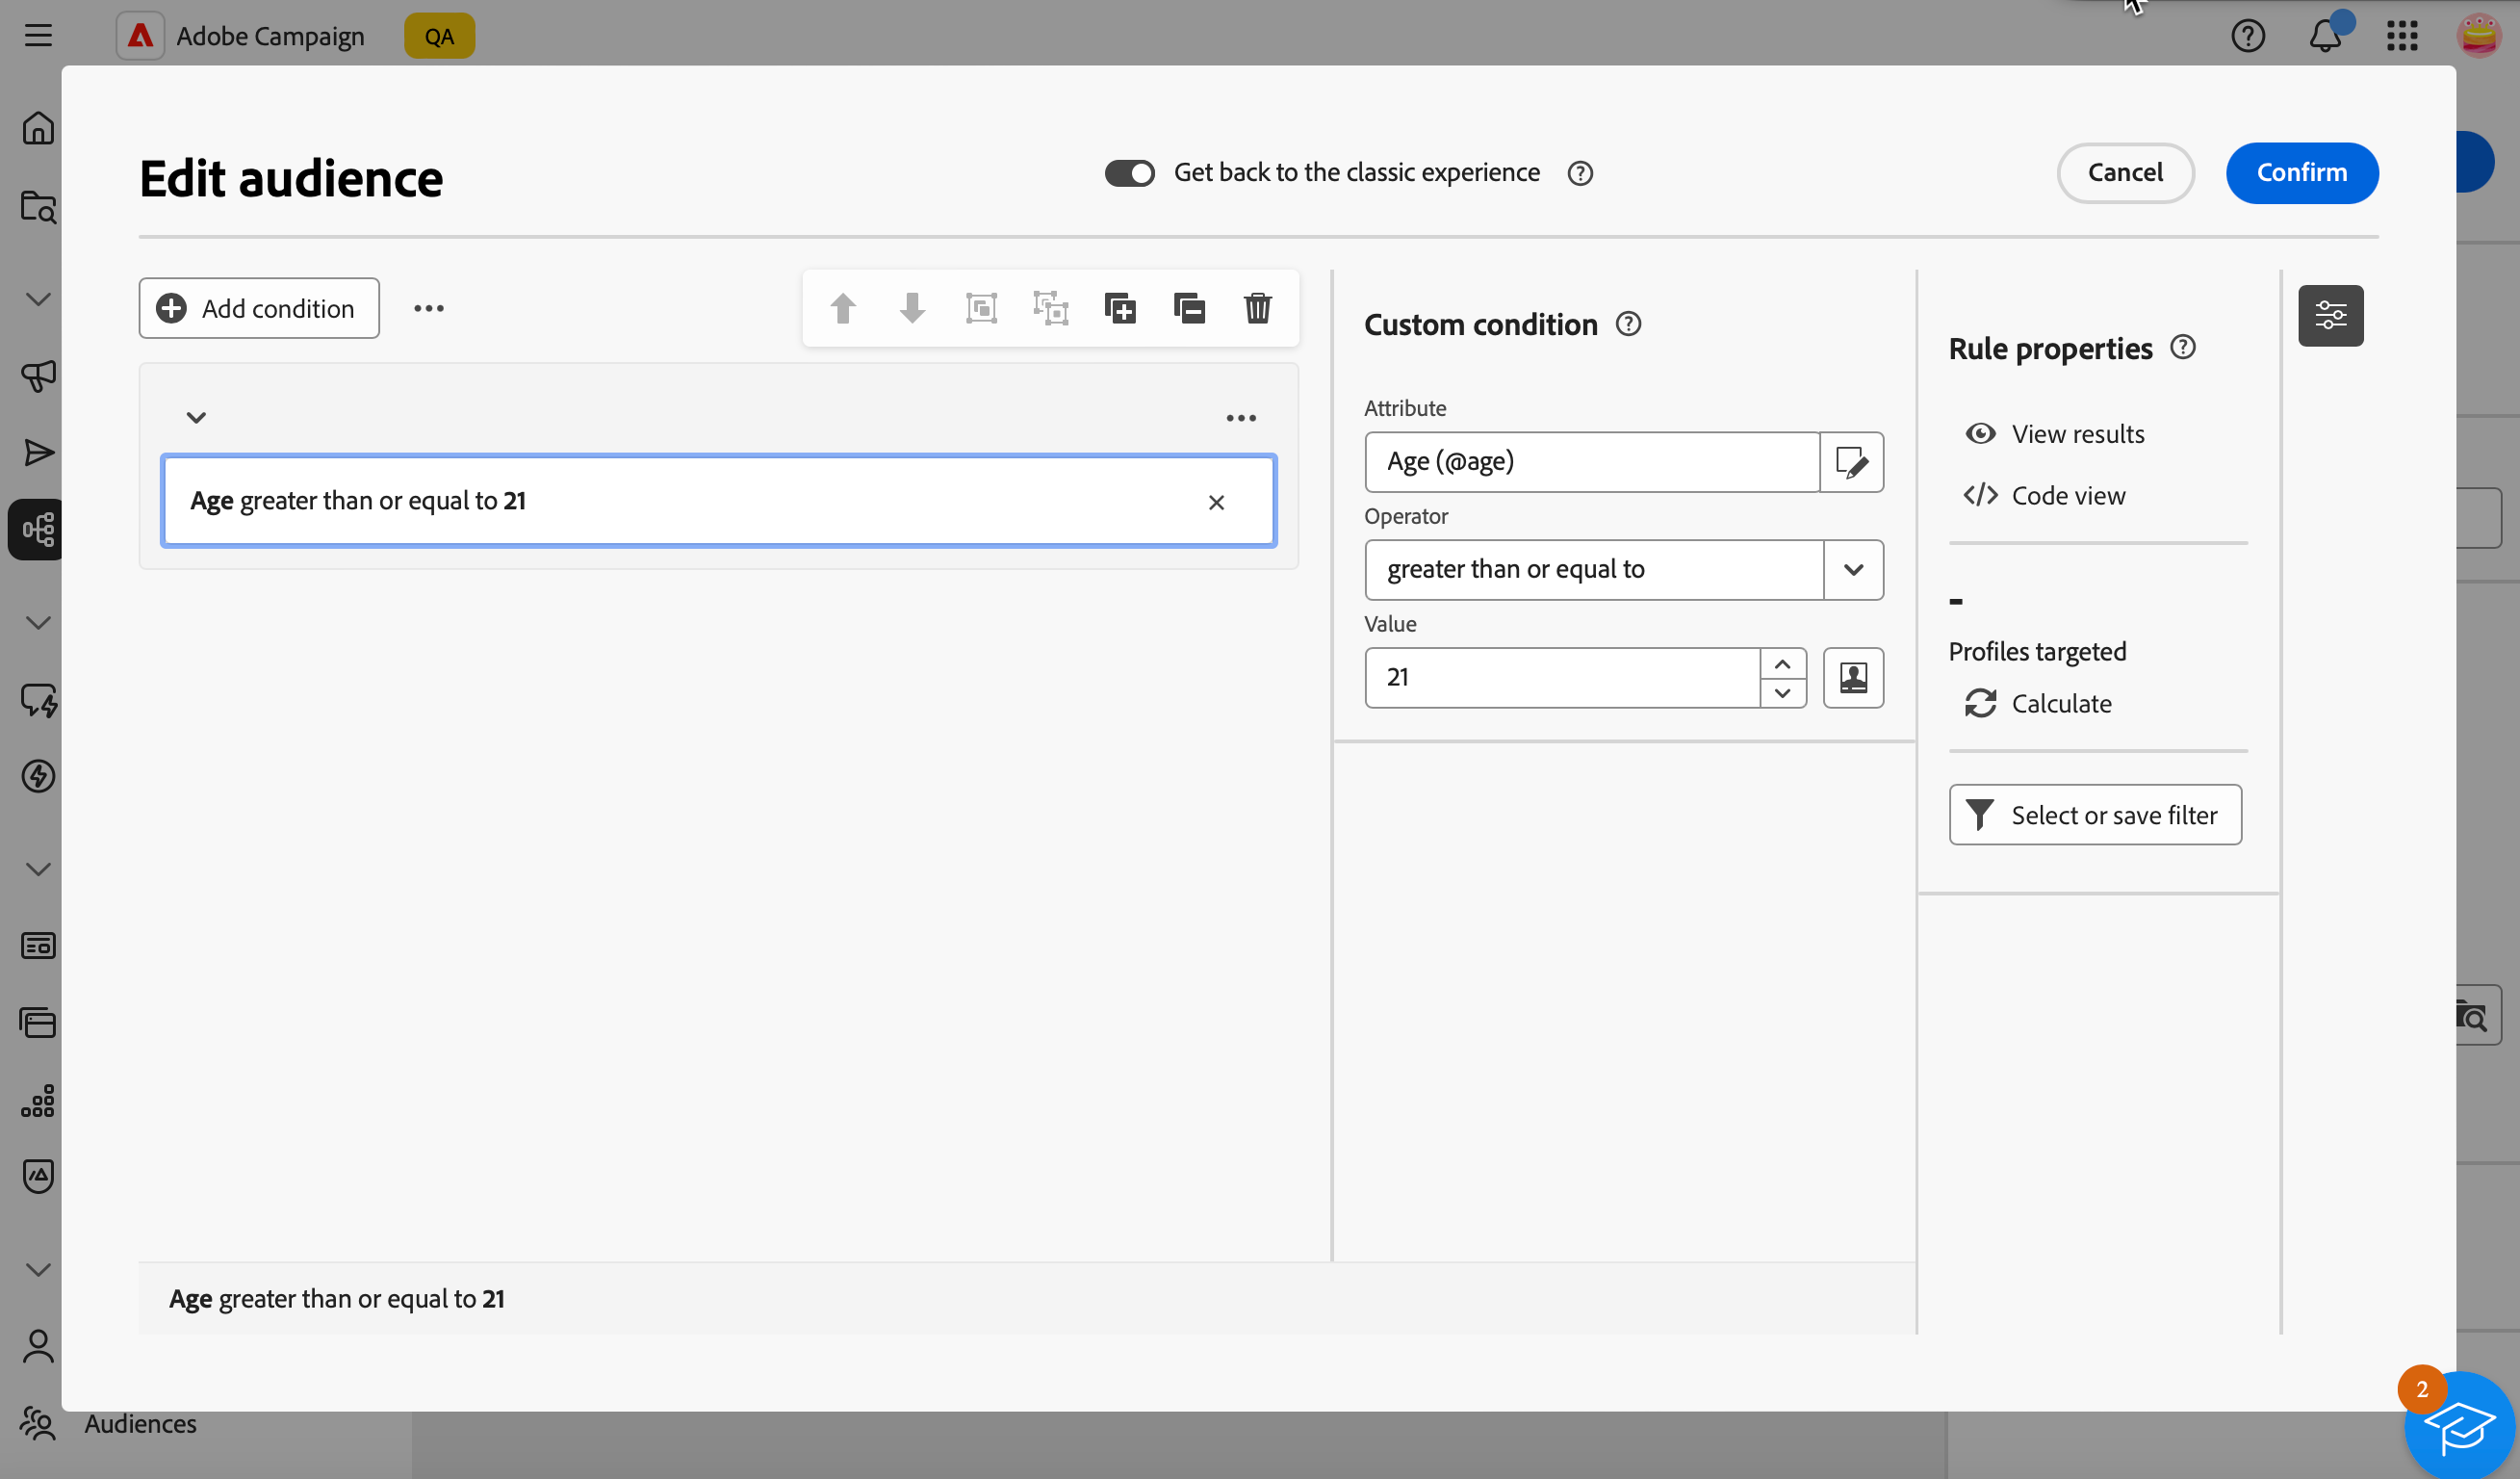 Adobe Campaign
QA
Edit audience
Get back to the classic experience
Cancel
Confirm
Add condition
Age greater than or equal to 21
Custom condition
Attribute
Age (@age)
Operator
greater than or equal to
Value
21
Rule properties
View results
Code view
-
Profiles targeted
Calculate
Select or save filter
Age greater than or equal to 21
2
Audiences